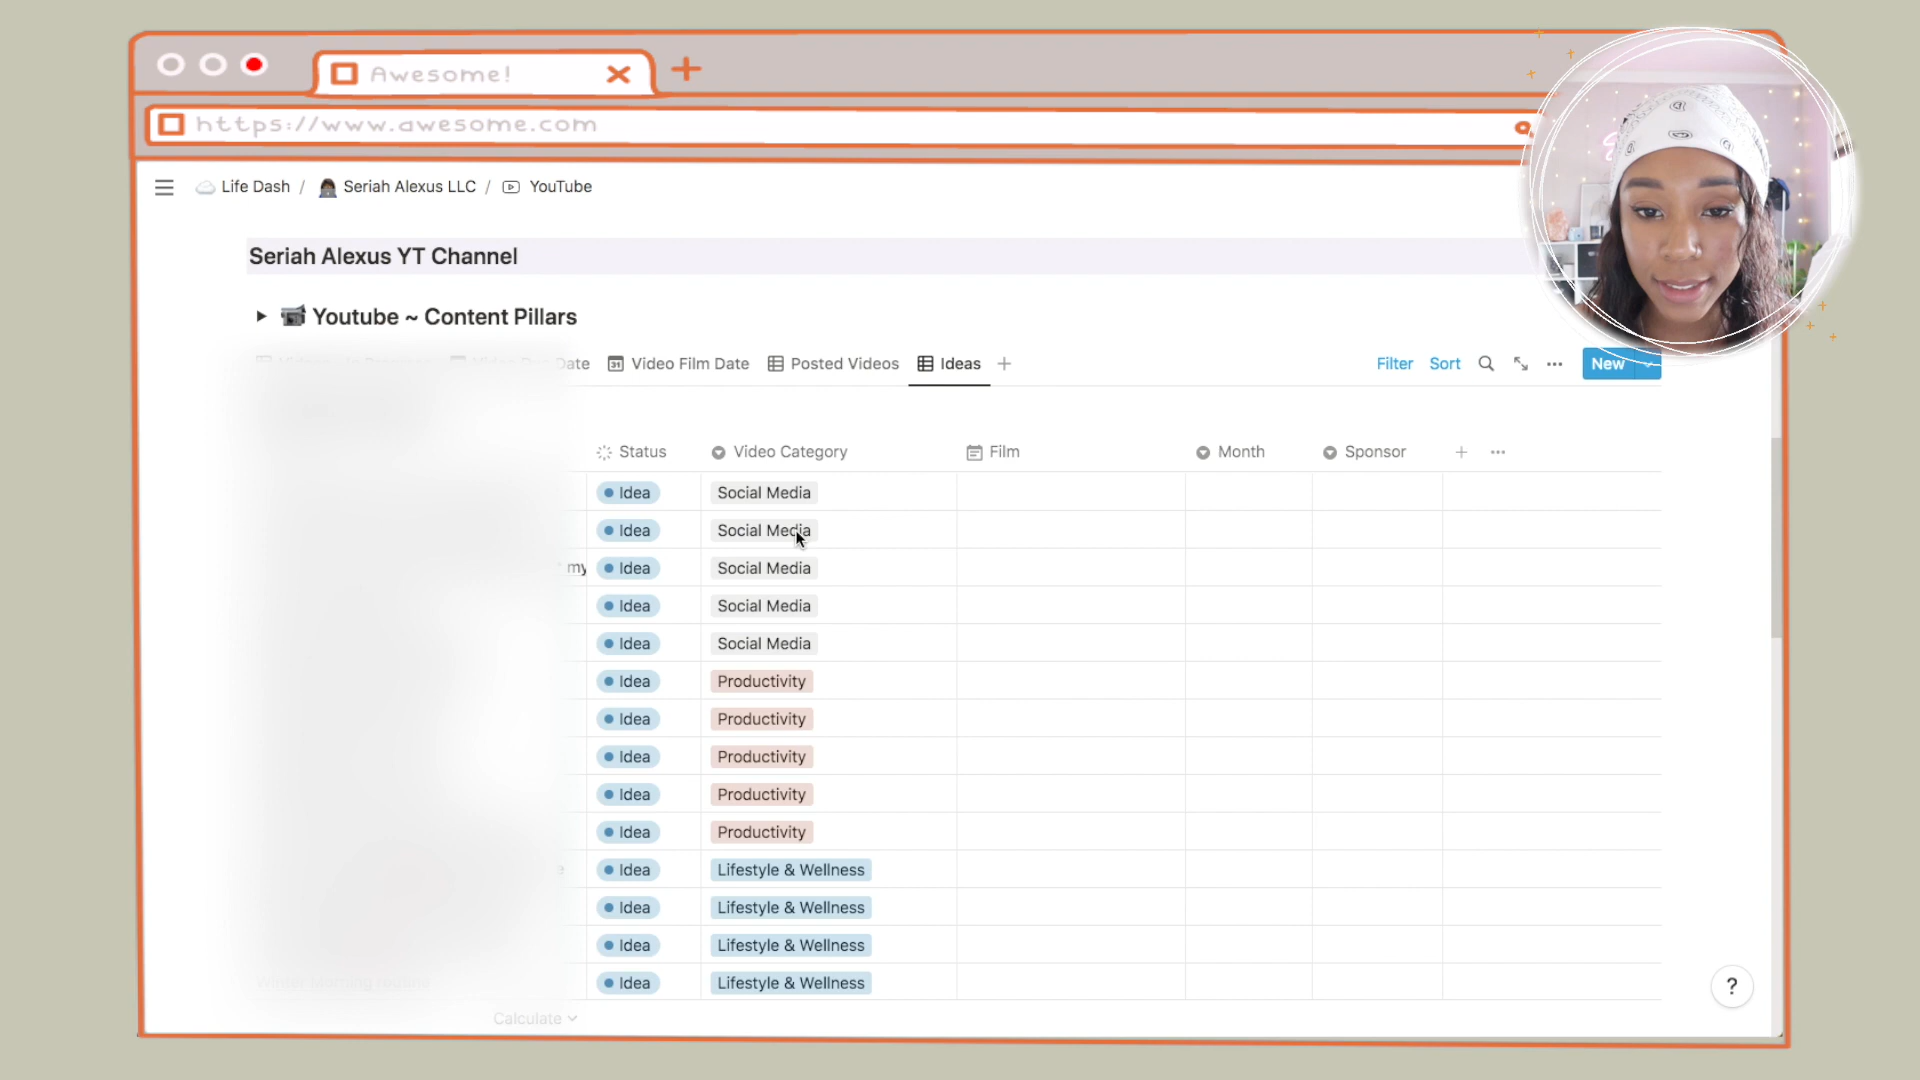 Awesome!
https://www.awesome.com
Life Dash / Seriah Alexus LLC / YouTube
Seriah Alexus YT Channel
Youtube ~ Content Pillars
Date Video Film Date Posted Videos Ideas Filter Sort New
Status Video Category Film Month Sponsor
Idea Social Media
Idea Social Media
my Idea Social Media
Idea Social Media
Idea Social Media
Idea Productivity
Idea Productivity
Idea Productivity
Idea Productivity
Idea Productivity
Idea Lifestyle & Wellness
Idea Lifestyle & Wellness
Idea Lifestyle & Wellness
Idea Lifestyle & Wellness
?
Calculate